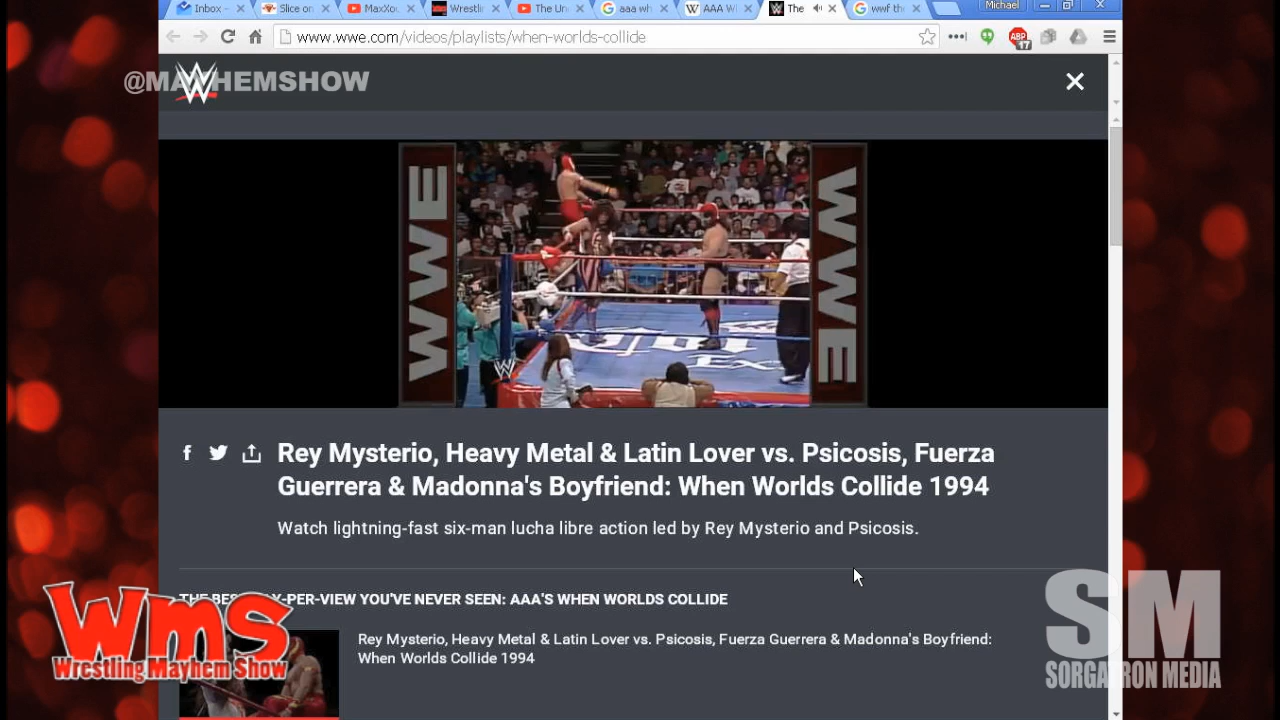 Inbox –
Slice on
MaxXou
Wrestli
The Un
aaa wh
AAA W
The
wwf th
Michael
www.wwe.com/videos/playlists/when-worlds-collide
ABP
17
@MAYHEMSHOW
W
WWE
WWE
Rey Mysterio, Heavy Metal & Latin Lover vs. Psicosis, Fuerza
Guerrera & Madonna's Boyfriend: When Worlds Collide 1994
Watch lightning-fast six-man lucha libre action led by Rey Mysterio and Psicosis.
THE BES Y-PER-VIEW YOU'VE NEVER SEEN: AAA'S WHEN WORLDS COLLIDE
Rey Mysterio, Heavy Metal & Latin Lover vs. Psicosis, Fuerza Guerrera & Madonna's Boyfriend:
When Worlds Collide 1994
WMS
Wrestling Mayhem Show
SM
SORGATRON MEDIA